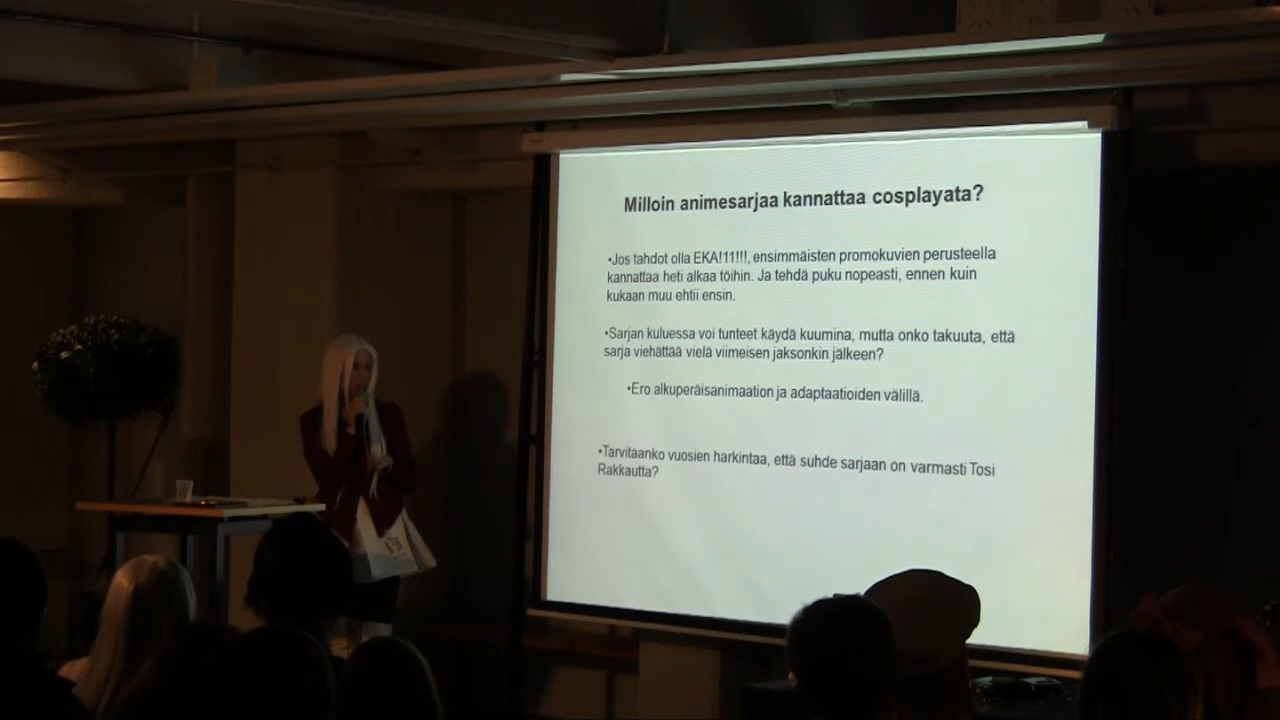 Milloin animesarjaa kannattaa cosplayata?
•Jos tahdot olla EKA!11!!!, ensimmäisten promokuvien perusteella
kannattaa heti alkaa töihin. Ja tehdä puku nopeasti, ennen kuin
kukaan muu ehtii ensin.
•Sarjan kuluessa voi tunteet käydä kuumina, mutta onko takuuta, että
sarja viehättää vielä viimeisen jaksonkin jälkeen?
•Ero alkuperäisanimaation ja adaptaatioiden välillä.
•Tarvitaanko vuosien harkintaa, että suhde sarjaan on varmasti Tosi
Rakkautta?